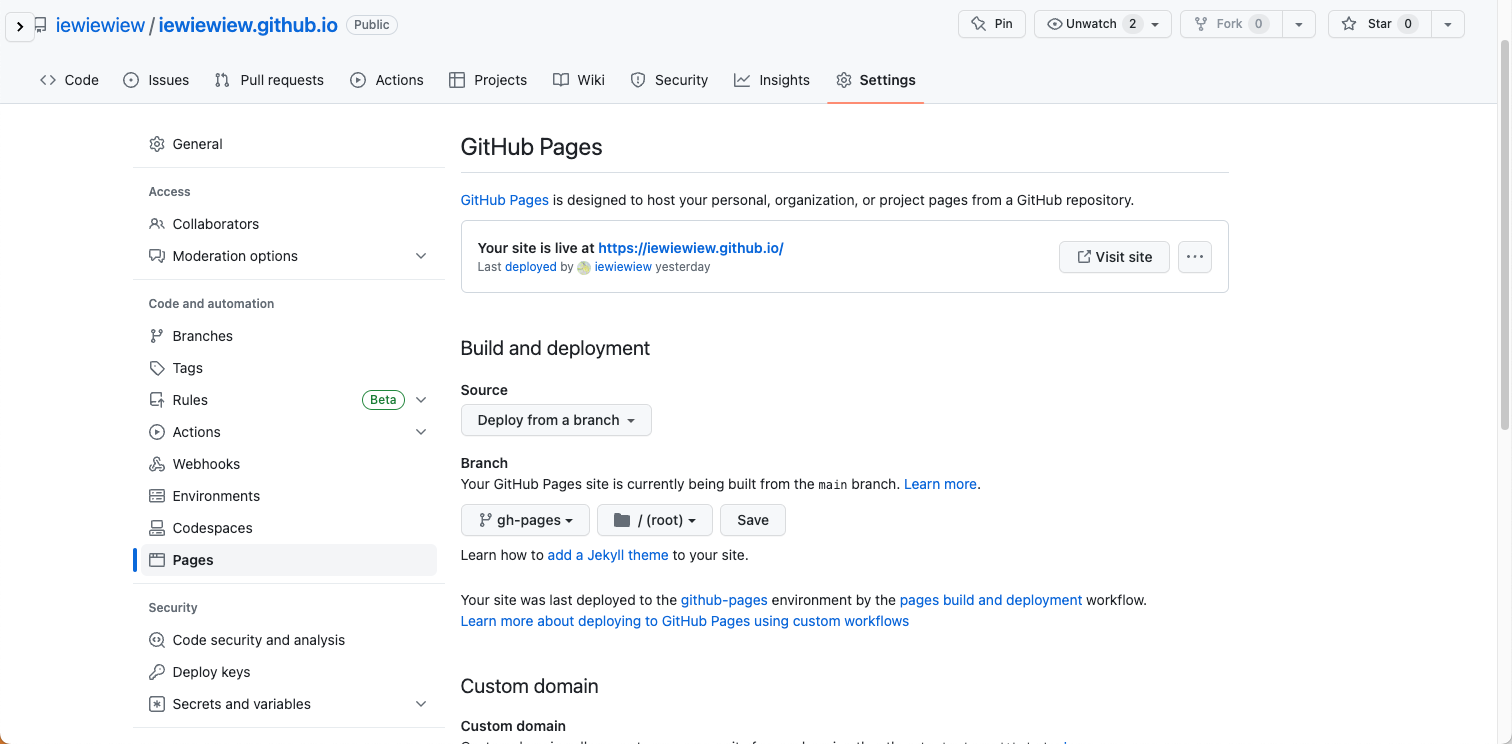 iewiewiew / iewiewiew.github.io Public
Pin Unwatch 2 Fork 0 Star 0
Code Issues Pull requests Actions Projects Wiki Security Insights Settings
General
Access
Collaborators
Moderation options
Code and automation
Branches
Tags
Rules Beta
Actions
Webhooks
Environments
Codespaces
Pages
Security
Code security and analysis
Deploy keys
Secrets and variables
GitHub Pages
GitHub Pages is designed to host your personal, organization, or project pages from a GitHub repository.
Your site is live at https://iewiewiew.github.io/
Last deployed by iewiewiew yesterday
Visit site
Build and deployment
Source
Deploy from a branch
Branch
Your GitHub Pages site is currently being built from the main branch. Learn more.
gh-pages / (root) Save
Learn how to add a Jekyll theme to your site.
Your site was last deployed to the github-pages environment by the pages build and deployment workflow.
Learn more about deploying to GitHub Pages using custom workflows
Custom domain
Custom domain